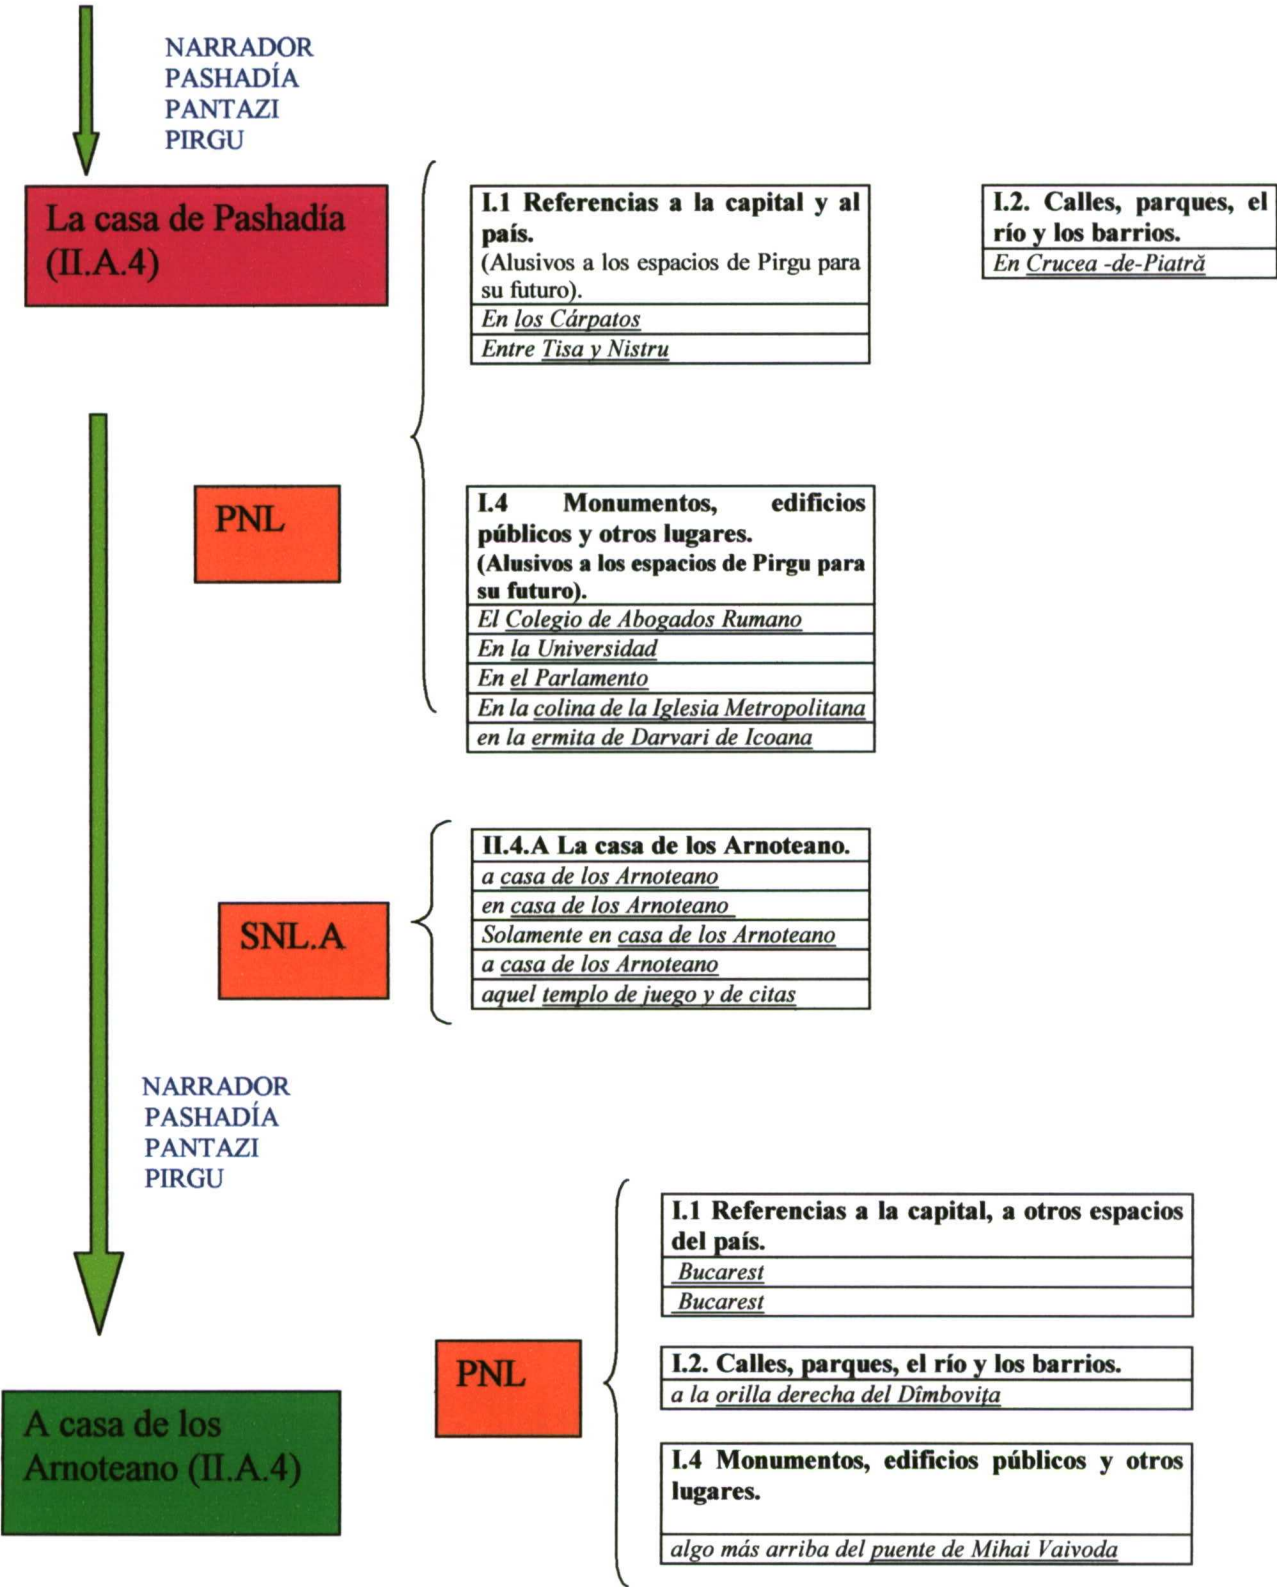 NARRADOR
PASHADÍA
PANTAZI
PIRGU
La casa de Pashadía
(II.A.4)
I.1 Referencias a la capital y al
país.
(Alusivos a los espacios de Pirgu para
su futuro).
En los Cárpatos
Entre Tisa y Nistru
I.2. Calles, parques, el
río y los barrios.
En Crucea -de-Piatră
PNL
I.4 Monumentos, edificios
públicos y otros lugares.
(Alusivos a los espacios de Pirgu para
su futuro).
El Colegio de Abogados Rumano
En la Universidad
En el Parlamento
En la colina de la Iglesia Metropolitana
en la ermita de Darvari de Icoana
SNL.A
II.4.A La casa de los Arnoteano.
a casa de los Arnoteano
en casa de los Arnoteano
Solamente en casa de los Arnoteano
a casa de los Arnoteano
aquel templo de juego y de citas
NARRADOR
PASHADÍA
PANTAZI
PIRGU
A casa de los
Arnoteano (II.A.4)
PNL
I.1 Referencias a la capital, a otros espacios
del país.
Bucarest
Bucarest
I.2. Calles, parques, el río y los barrios.
a la orilla derecha del Dîmboviţa
I.4 Monumentos, edificios públicos y otros
lugares.
algo más arriba del puente de Mihai Vaivoda